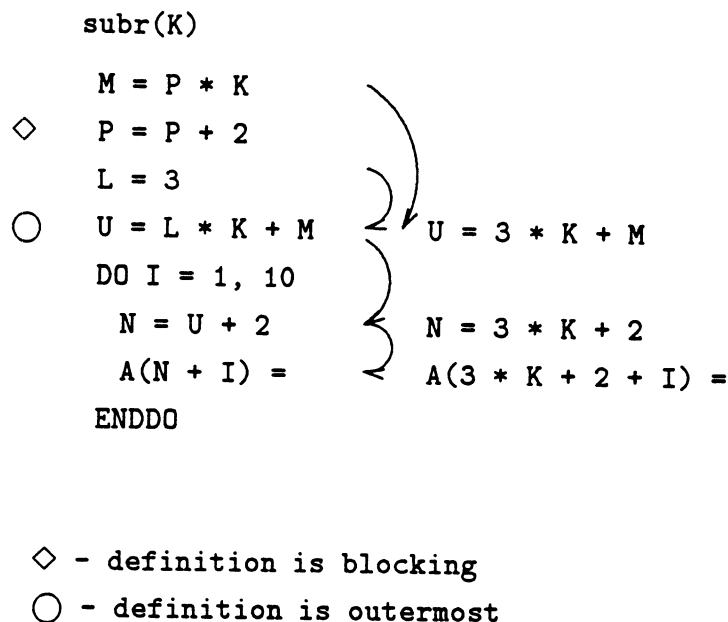 subr(K)
M = P * K
◇ P = P + 2
L = 3
○ U = L * K + M U = 3 * K + M
DO I = 1, 10
N = U + 2 N = 3 * K + 2
A(N + I) = A(3 * K + 2 + I) =
ENDDO
◇ - definition is blocking
○ - definition is outermost